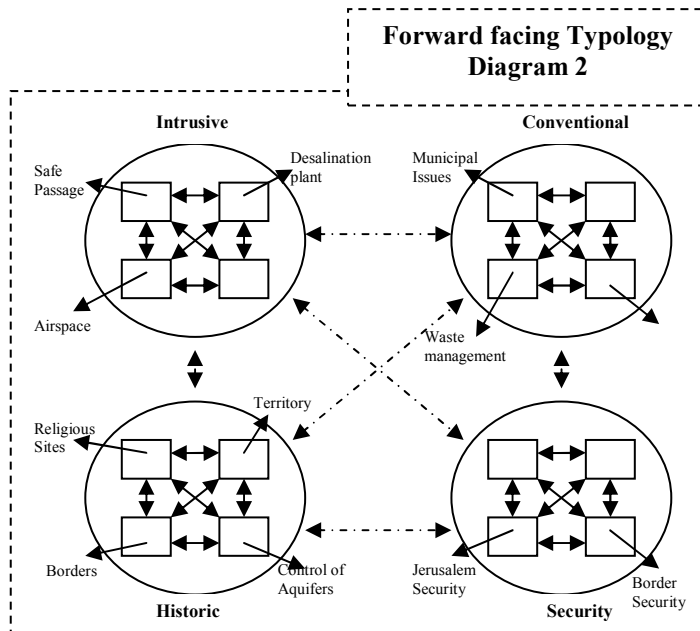 Forward facing Typology
Diagram 2
Intrusive
Conventional
Safe
Passage
Desalination
plant
Municipal
Issues
Airspace
Waste
management
Religious
Sites
Territory
Borders
Control of
Aquifers
Jerusalem
Security
Border
Security
Historic
Security